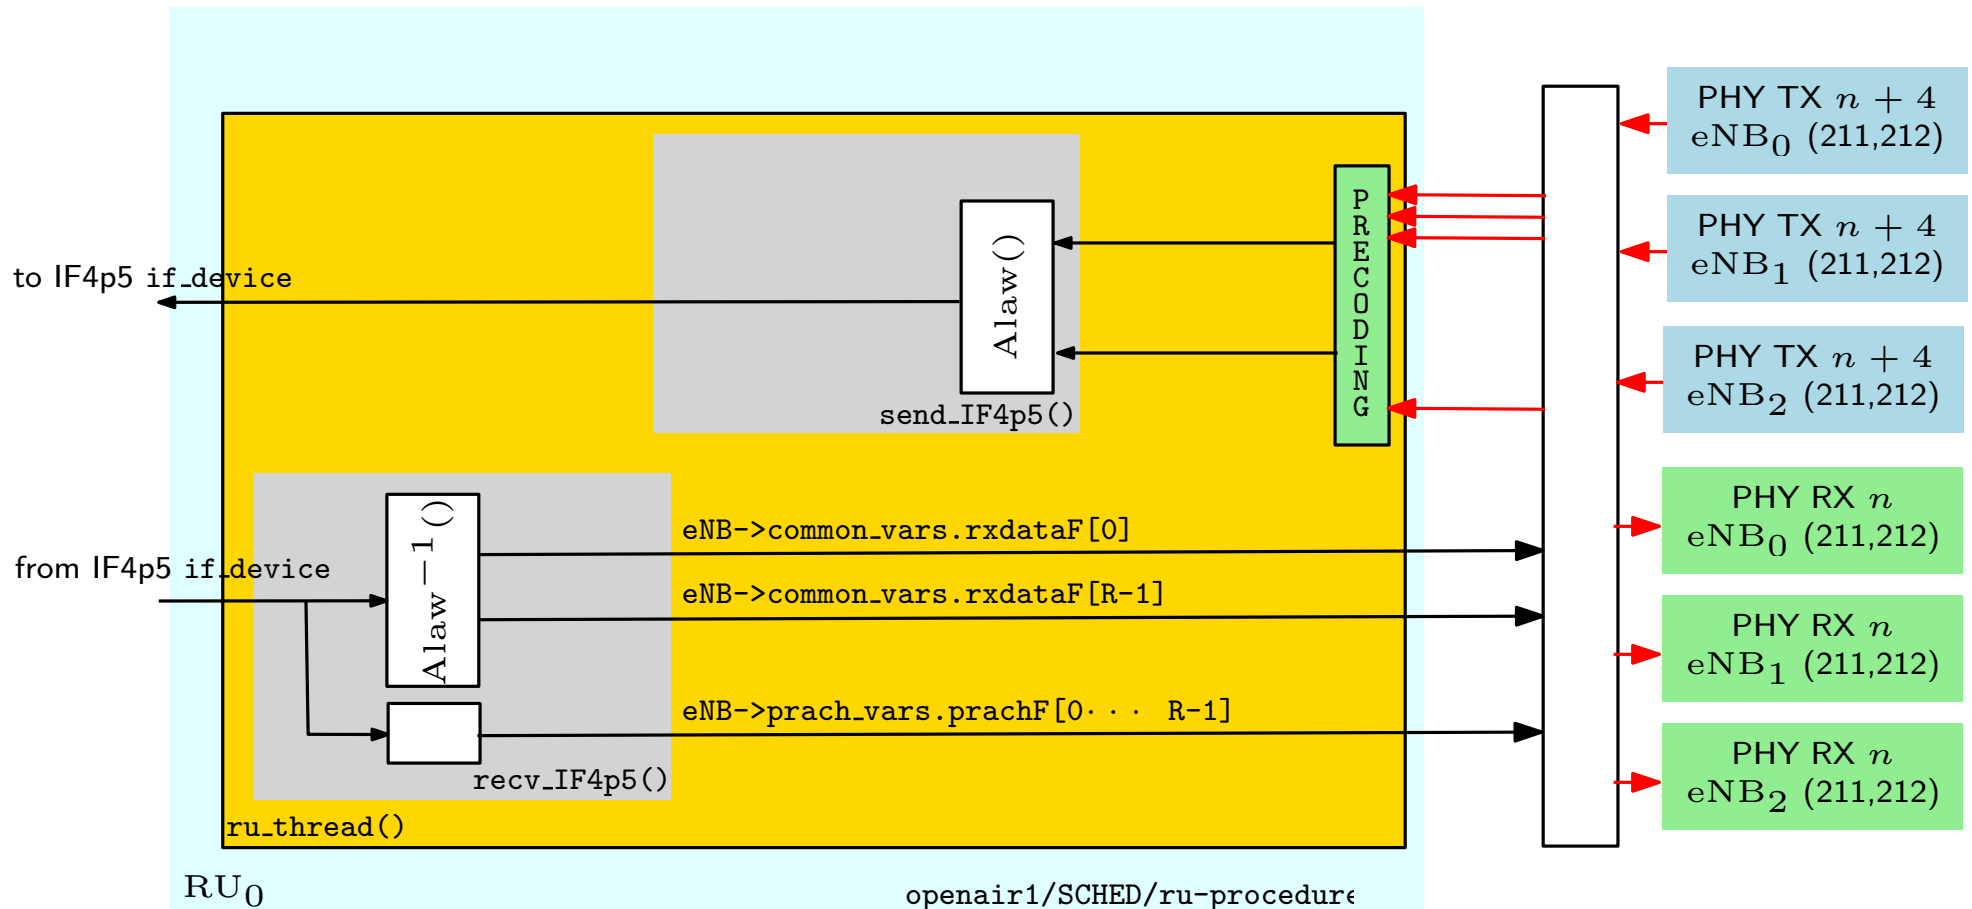 PHY TX n + 4
eNB0 (211,212)
PHY TX n + 4
eNB1 (211,212)
PHY TX n + 4
eNB2 (211,212)
PRECODING
Alaw()
to IF4p5 if_device
send_IF4p5()
PHY RX n
eNB0 (211,212)
PHY RX n
eNB1 (211,212)
PHY RX n
eNB2 (211,212)
Alaw−1()
eNB->common_vars.rxdataF[0]
from IF4p5 if_device
eNB->common_vars.rxdataF[R-1]
eNB->prach_vars.prachF[0··· R-1]
recv_IF4p5()
ru_thread()
RU0
openair1/SCHED/ru-procedure